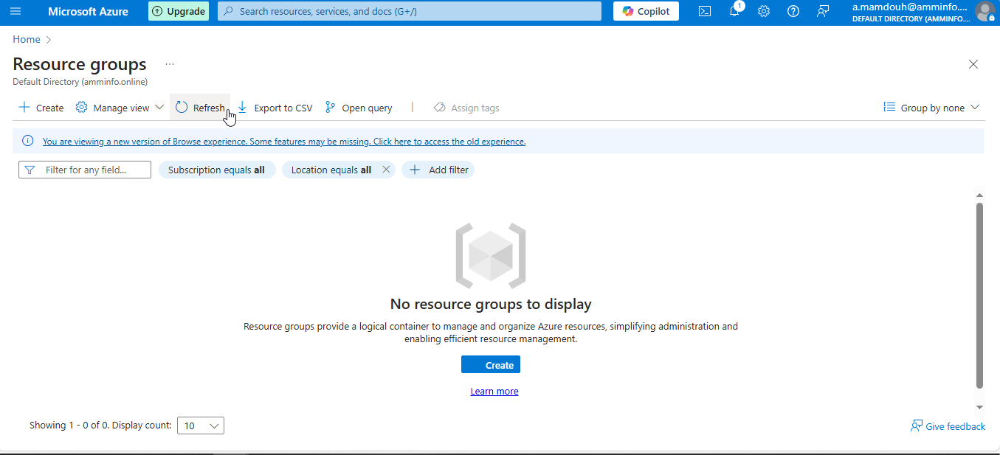 Microsoft Azure Upgrade Search resources, services, and docs (G+/) Copilot 1 a.mamdouh@amminfo....
DEFAULT DIRECTORY (AMMINFO....
Home
Resource groups ...
Default Directory (amminfo.online)
Create Manage view Refresh Export to CSV Open query | Assign tags Group by none
You are viewing a new version of Browse experience. Some features may be missing. Click here to access the old experience.
Filter for any field... Subscription equals all Location equals all Add filter
No resource groups to display
Resource groups provide a logical container to manage and organize Azure resources, simplifying administration and
enabling efficient resource management.
Create
Learn more
Showing 1 - 0 of 0. Display count: 10
Give feedback